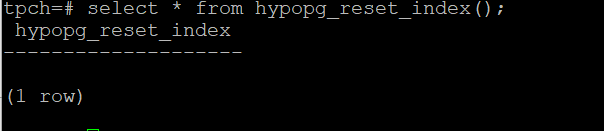 tpch=# select * from hypopg_reset_index();
hypopg_reset_index
--------------------

(1 row)